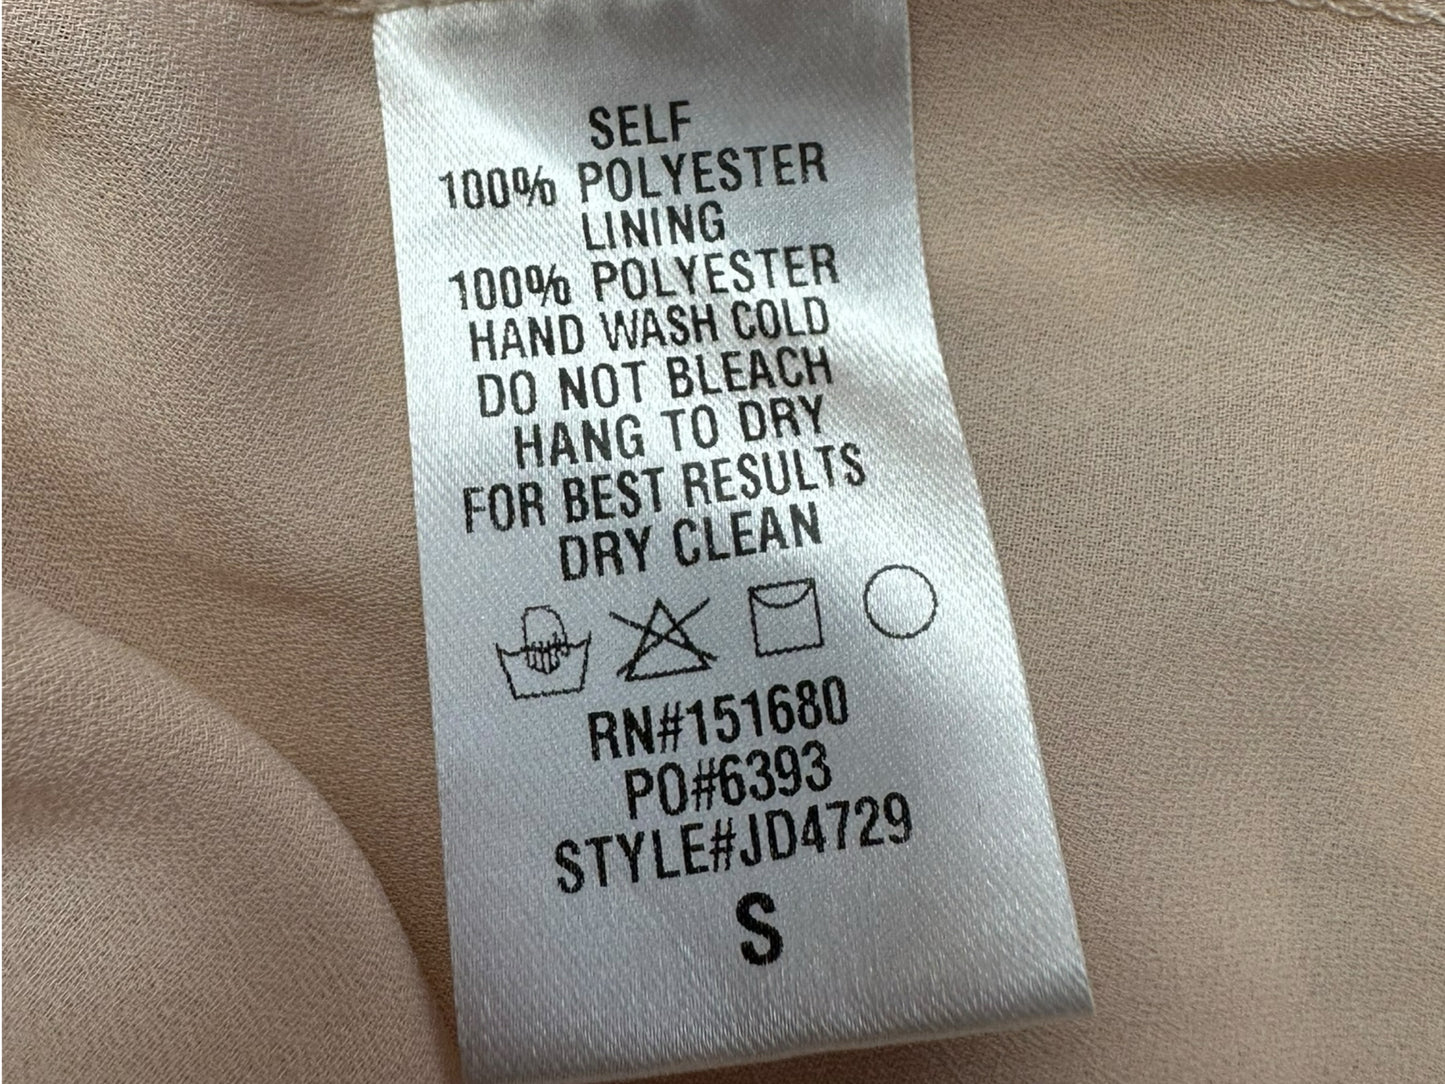 SELF
100% POLYESTER
LINING
100% POLYESTER
HAND WASH COLD
DO NOT BLEACH
HANG TO DRY
FOR BEST RESULTS
DRY CLEAN
RN#151680
PO#6393
STYLE#JD4729
S